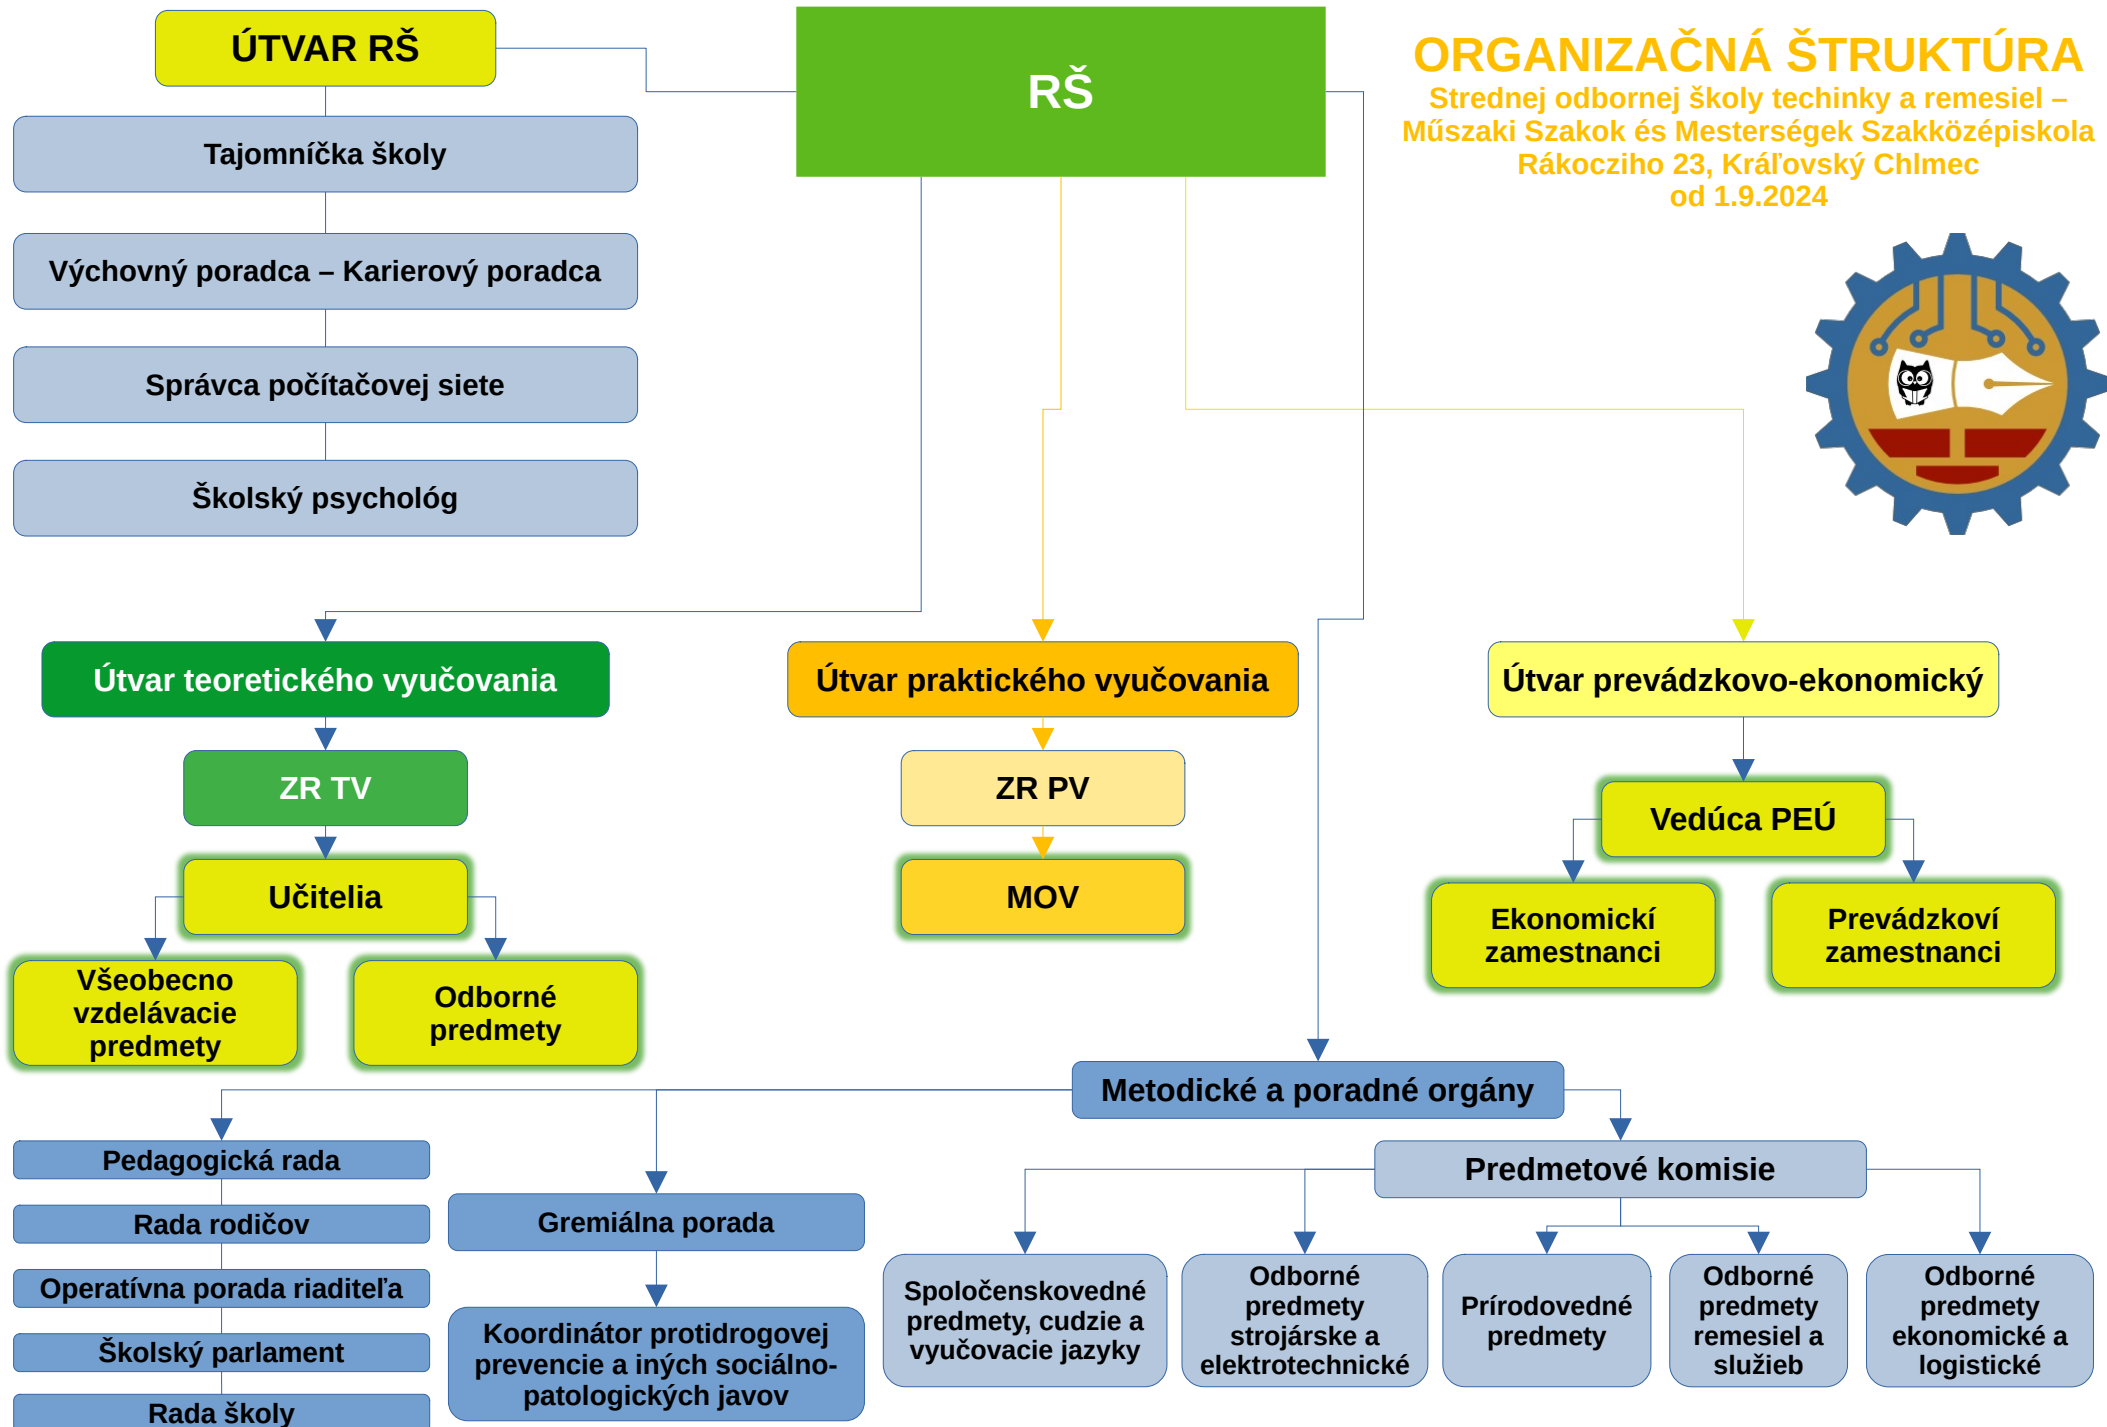 ÚTVAR RŠ
RŠ
ORGANIZAČNÁ ŠTRUKTÚRA
Strednej odbornej školy techinky a remesiel –
Műszaki Szakok és Mesterségek Szakközépiskola
Rákocziho 23, Kráľovský Chlmec
od 1.9.2024
Tajomníčka školy
Výchovný poradca – Karierový poradca
Správca počítačovej siete
Školský psychológ
Útvar teoretického vyučovania
Útvar praktického vyučovania
Útvar prevádzkovo-ekonomický
ZR TV
ZR PV
Vedúca PEÚ
Učitelia
MOV
Ekonomickí
zamestnanci
Prevádzkoví
zamestnanci
Všeobecno
vzdelávacie
predmety
Odborné
predmety
Metodické a poradné orgány
Pedagogická rada
Rada rodičov
Operatívna porada riaditeľa
Školský parlament
Rada školy
Gremiálna porada
Koordinátor protidrogovej
prevencie a iných sociálno-
patologických javov
Predmetové komisie
Spoločenskovedné
predmety, cudzie a
vyučovacie jazyky
Odborné
predmety
strojárske a
elektrotechnické
Prírodovedné
predmety
Odborné
predmety
remesiel a
služieb
Odborné
predmety
ekonomické a
logistické